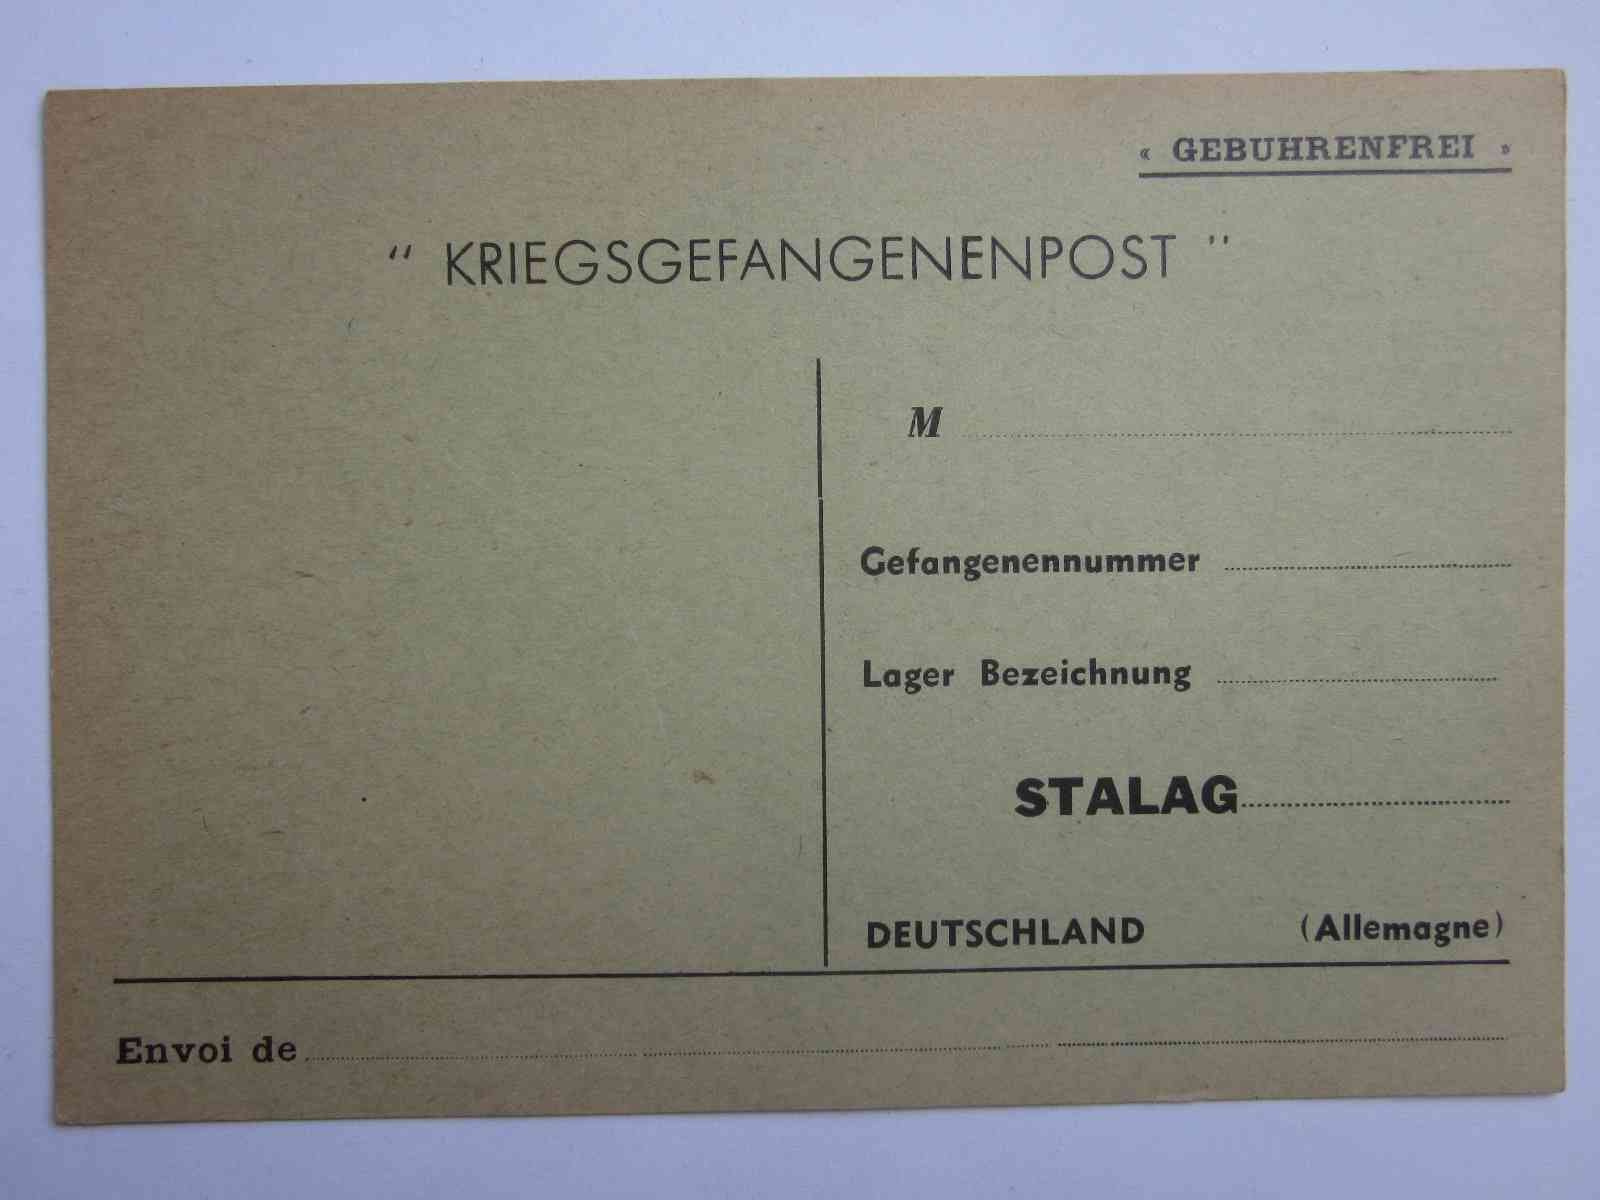 « GEBUHRENFREI »
“ KRIEGSGEFANGENENPOST ”
M
Gefangenennummer
Lager Bezeichnung
STALAG
DEUTSCHLAND (Allemagne)
Envoi de